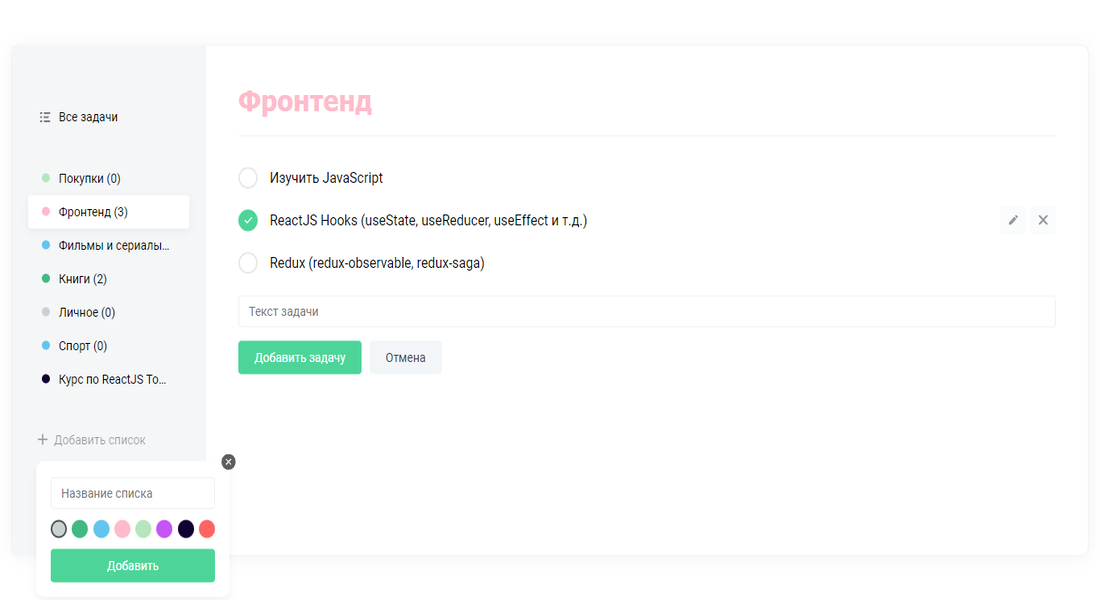 Все задачи
Покупки (0)
Фронтенд (3)
Фильмы и сериалы...
Книги (2)
Личное (0)
Спорт (0)
Курс по ReactJS To...
Добавить список
Название списка
Добавить
Фронтенд
Изучить JavaScript
ReactJS Hooks (useState, useReducer, useEffect и т.д.)
Redux (redux-observable, redux-saga)
Текст задачи
Добавить задачу
Отмена